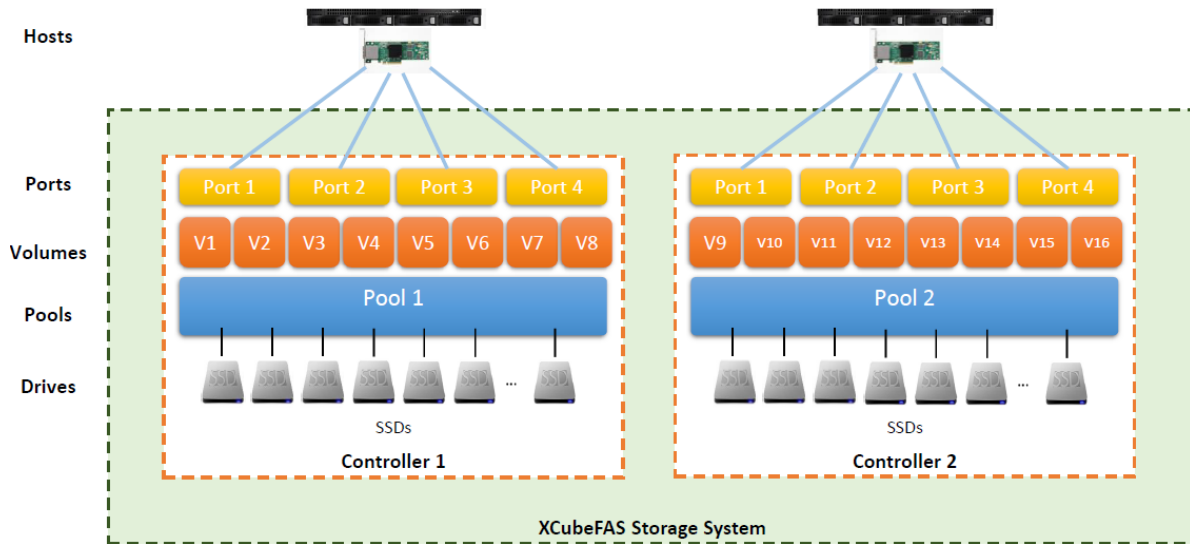 Hosts
Ports
Port 1 Port 2 Port 3 Port 4 Port 1 Port 2 Port 3 Port 4
Volumes
V1 V2 V3 V4 V5 V6 V7 V8 V9 V10 V11 V12 V13 V14 V15 V16
Pools
Pool 1 Pool 2
Drives
SSD SSD SSD SSD SSD SSD ... SSD SSD SSD SSD SSD SSD SSD ... SSD
SSDs SSDs
Controller 1 Controller 2
XCubeFAS Storage System